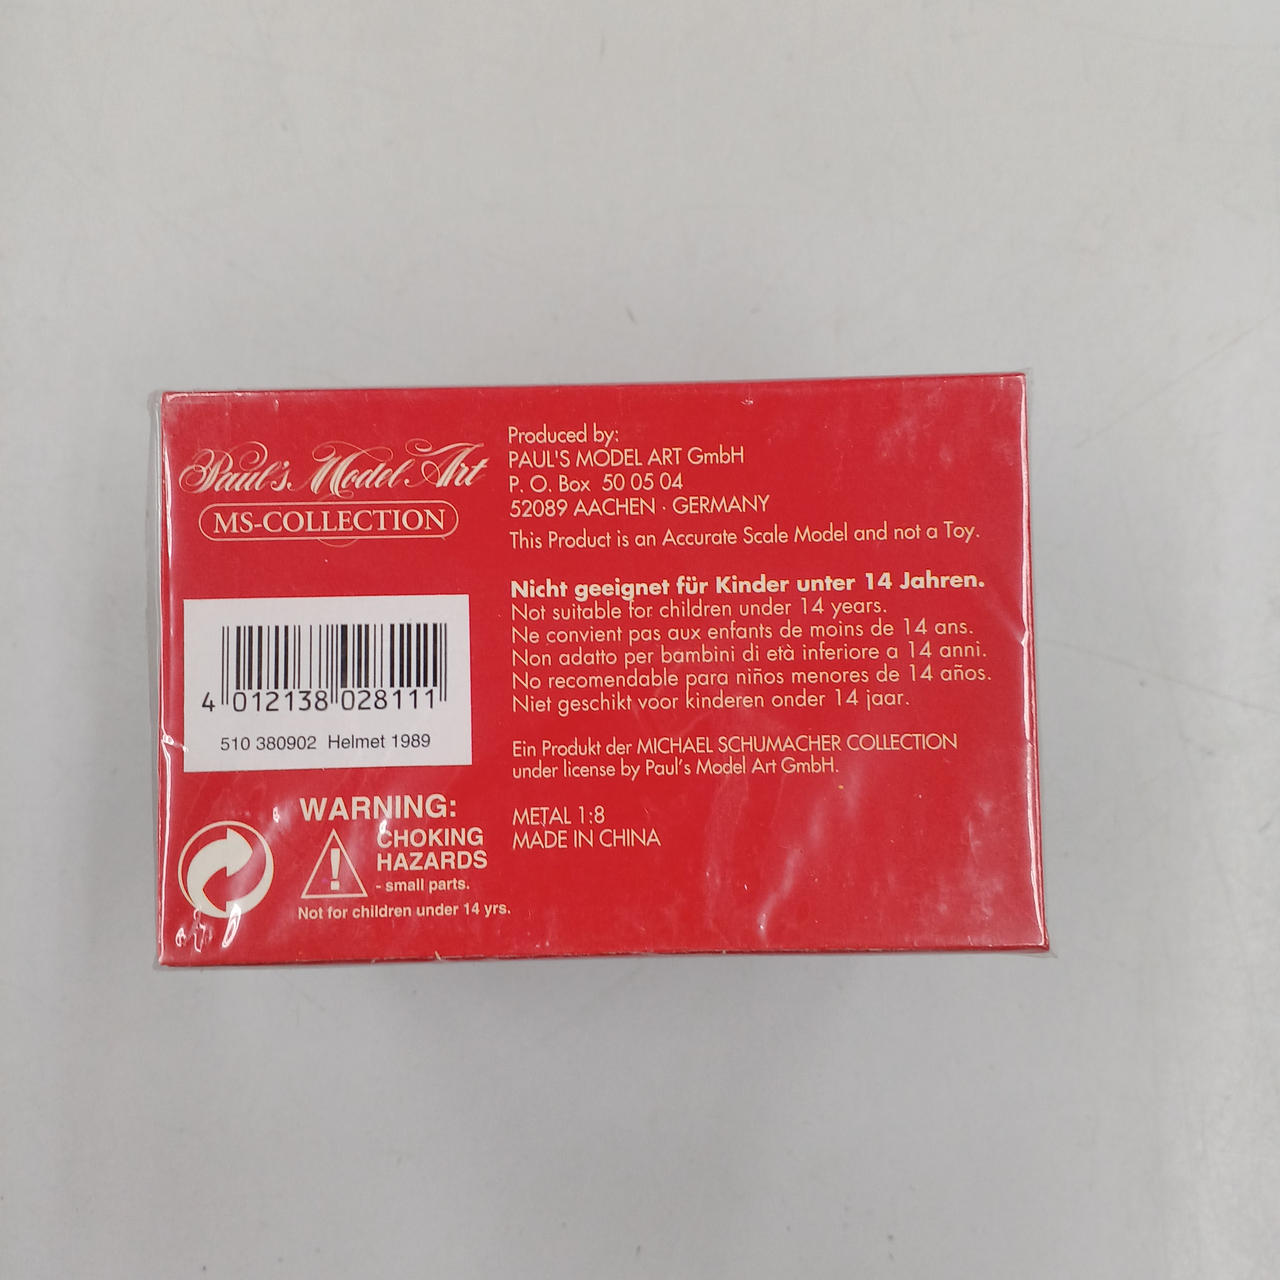 Paul's Model Art
MS-COLLECTION
4 012138 028111
510 380902 Helmet 1989
WARNING:
CHOKING
HAZARDS
- small parts.
Not for children under 14 yrs.
Produced by:
PAUL'S MODEL ART GmbH
P. O. Box 50 05 04
52089 AACHEN · GERMANY
This Product is an Accurate Scale Model and not a Toy.
Nicht geeignet für Kinder unter 14 Jahren.
Not suitable for children under 14 years.
Ne convient pas aux enfants de moins de 14 ans.
Non adatto per bambini di età inferiore a 14 anni.
No recomendable para niños menores de 14 años.
Niet geschikt voor kinderen onder 14 jaar.
Ein Produkt der MICHAEL SCHUMACHER COLLECTION
under license by Paul's Model Art GmbH.
METAL 1:8
MADE IN CHINA